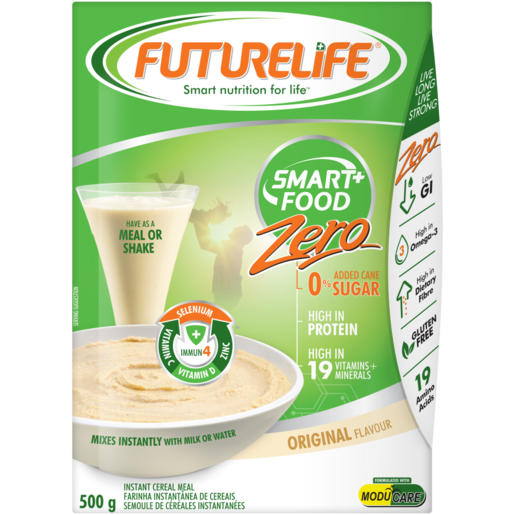 FUTURELiFE®
Smart nutrition for life™
LIVE
LONG
LIVE
STRONG
SMART+
FOOD
Zero
0% ADDED CANE
SUGAR
HIGH IN
PROTEIN
HIGH IN
19 VITAMINS +
MINERALS
HAVE AS A
MEAL OR
SHAKE
SELENIUM
VITAMIN C
ZINC
VITAMIN D
IMMUN4
MIXES INSTANTLY WITH MILK OR WATER
ORIGINAL FLAVOUR
500 g
INSTANT CEREAL MEAL
FARINHA INSTANTÂNEA DE CEREAIS
SEMOULE DE CÉRÉALES INSTANTANÉES
Zero
Low
GI
3
High in
Omega-3
High in
Dietary
Fibre
GLUTEN
FREE
19
Amino
Acids
FORMULATED WITH
MODUCARE
SERVING SUGGESTION